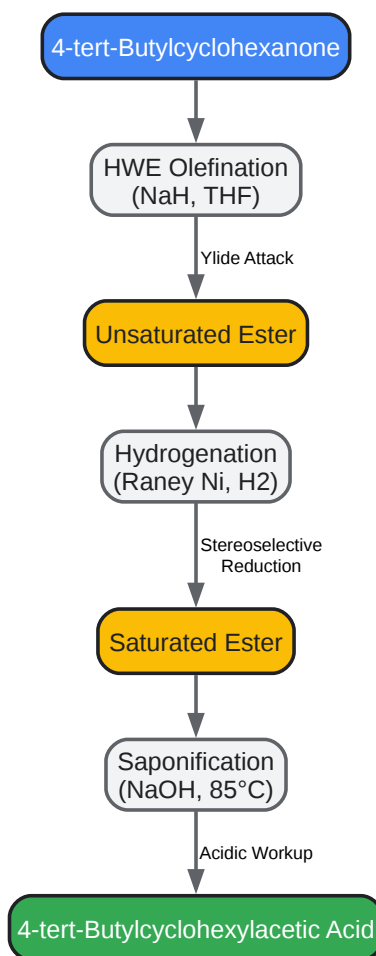 4-tert-Butylcyclohexanone
HWE Olefination
(NaH, THF)
Ylide Attack
Unsaturated Ester
Hydrogenation
(Raney Ni, H2)
Stereoselective
Reduction
Saturated Ester
Saponification
(NaOH, 85°C)
Acidic Workup
4-tert-Butylcyclohexylacetic Acid